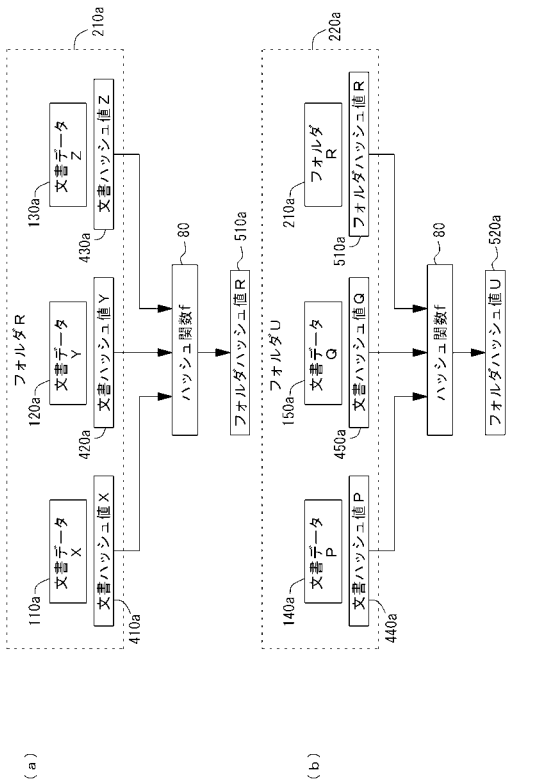 (a)
フォルダR
210a
110a
文書データ
X
120a
文書データ
Y
130a
文書データ
Z
文書ハッシュ値X
文書ハッシュ値Y
文書ハッシュ値Z
410a
420a
430a
ハッシュ関数f
80
フォルダハッシュ値R
510a
(b)
フォルダU
220a
140a
文書データ
P
150a
文書データ
Q
210a
フォルダ
R
文書ハッシュ値P
文書ハッシュ値Q
フォルダハッシュ値R
440a
450a
510a
ハッシュ関数f
80
フォルダハッシュ値U
520a